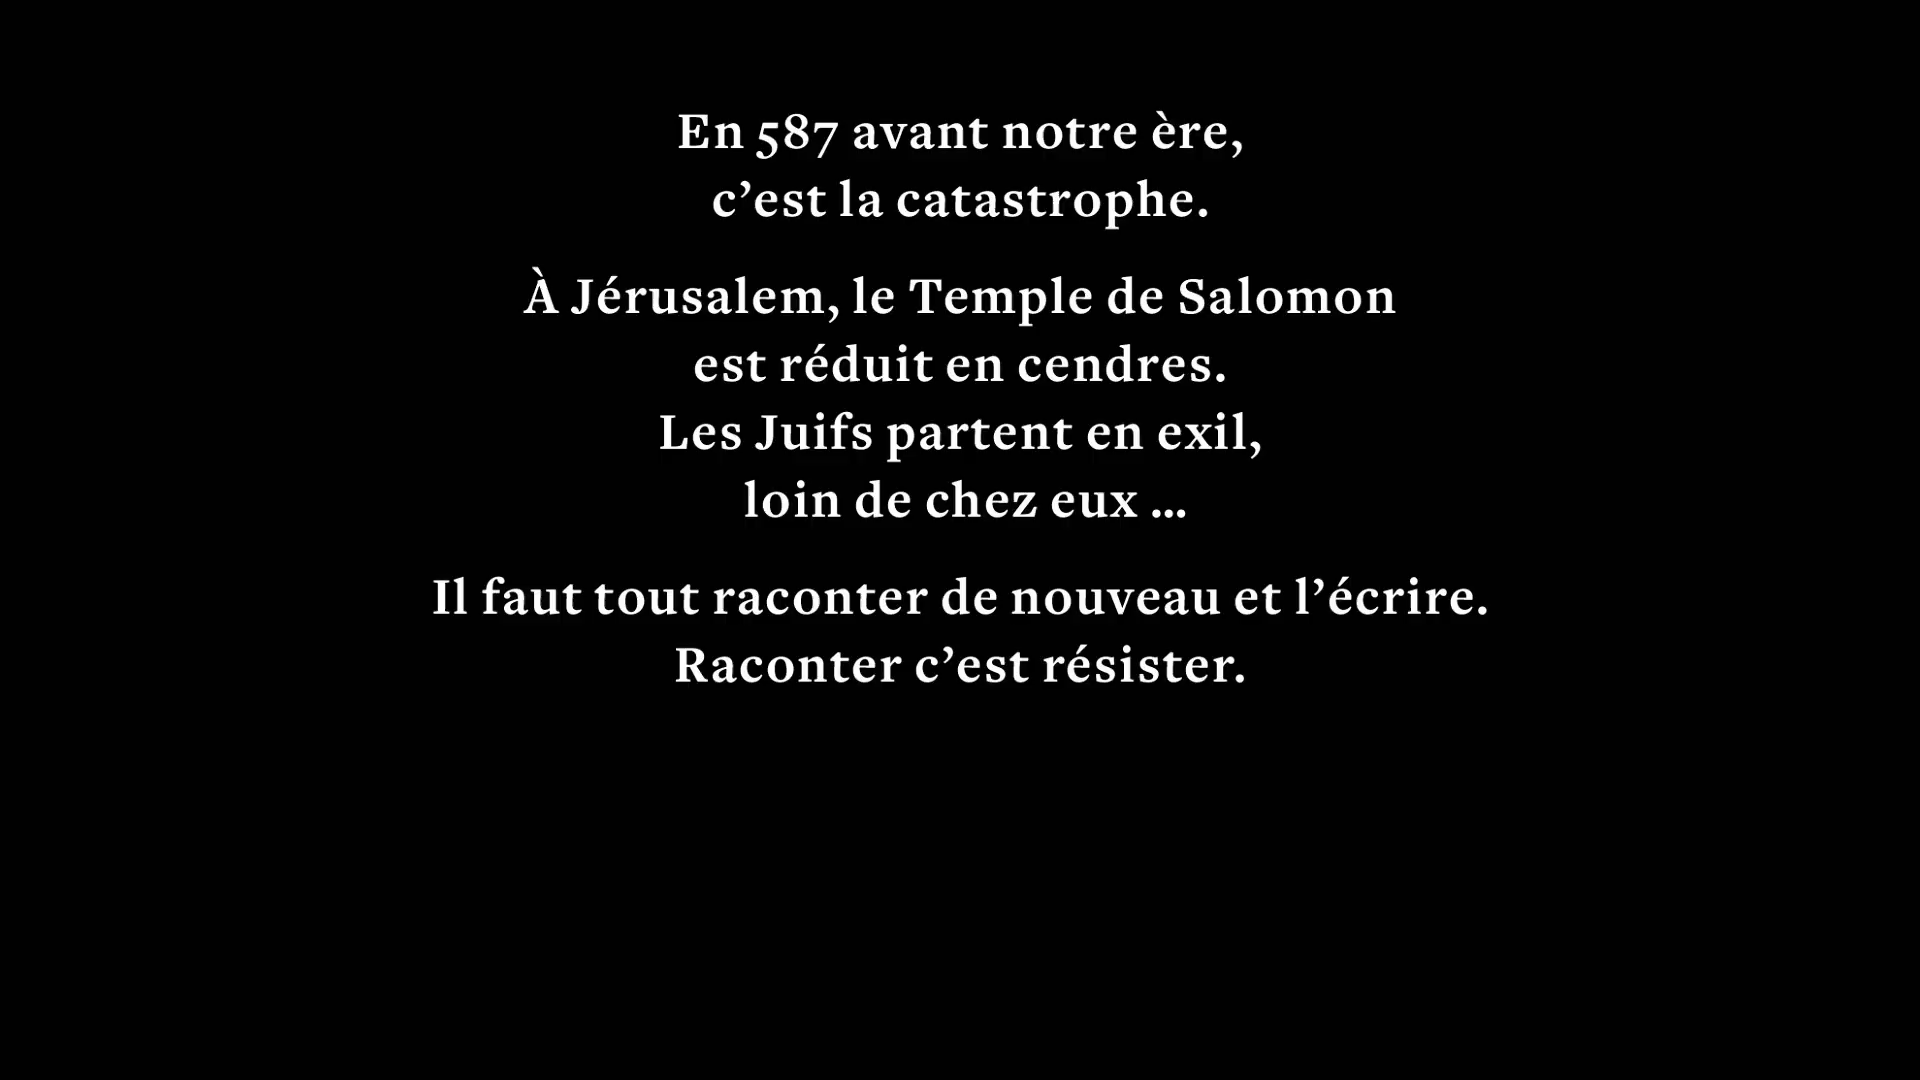 En 587 avant notre ère,
c’est la catastrophe.
À Jérusalem, le Temple de Salomon
est réduit en cendres.
Les Juifs partent en exil,
loin de chez eux ...
Il faut tout raconter de nouveau et l’écrire.
Raconter c’est résister.